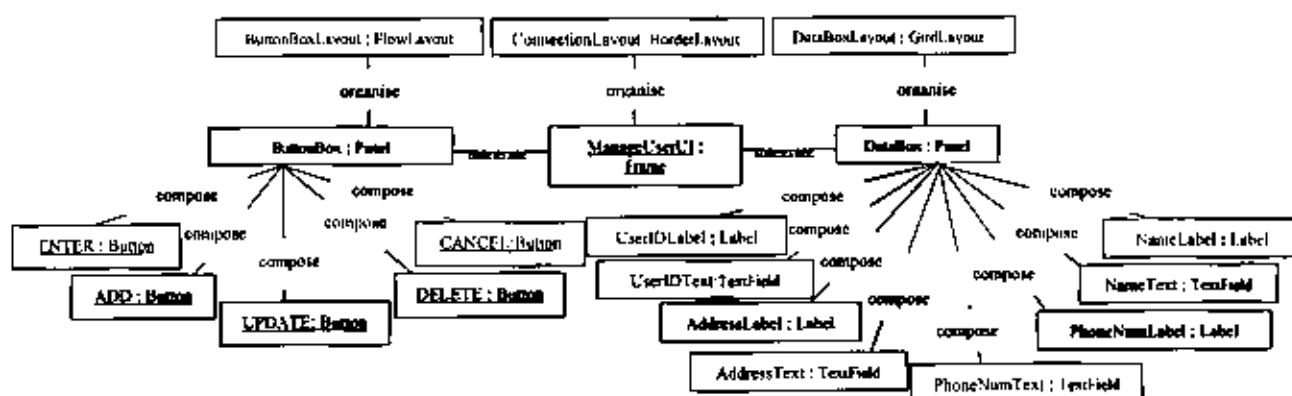 ButtonBoxLayout : FlowLayout
ConnectionLayout BorderLayout
DataBoxLayout : GirdLayout
organise
organise
organise
ButtonBox : Panel
ManageUserUI :
Frame
DataBox : Panel
compose
compose
compose
compose
ENTER : Button
compose
CANCEL: Button
UserIDLabel : Label
compose
compose
NameLabel : Label
compose
ADD : Button
DELETE : Button
UserIDText:TextField
compose
compose
NameText : TextField
UPDATE: Button
AddressLabel : Label
compose
compose
PhoneNumLabel : Label
AddressText : TextField
PhoneNumText : TextField